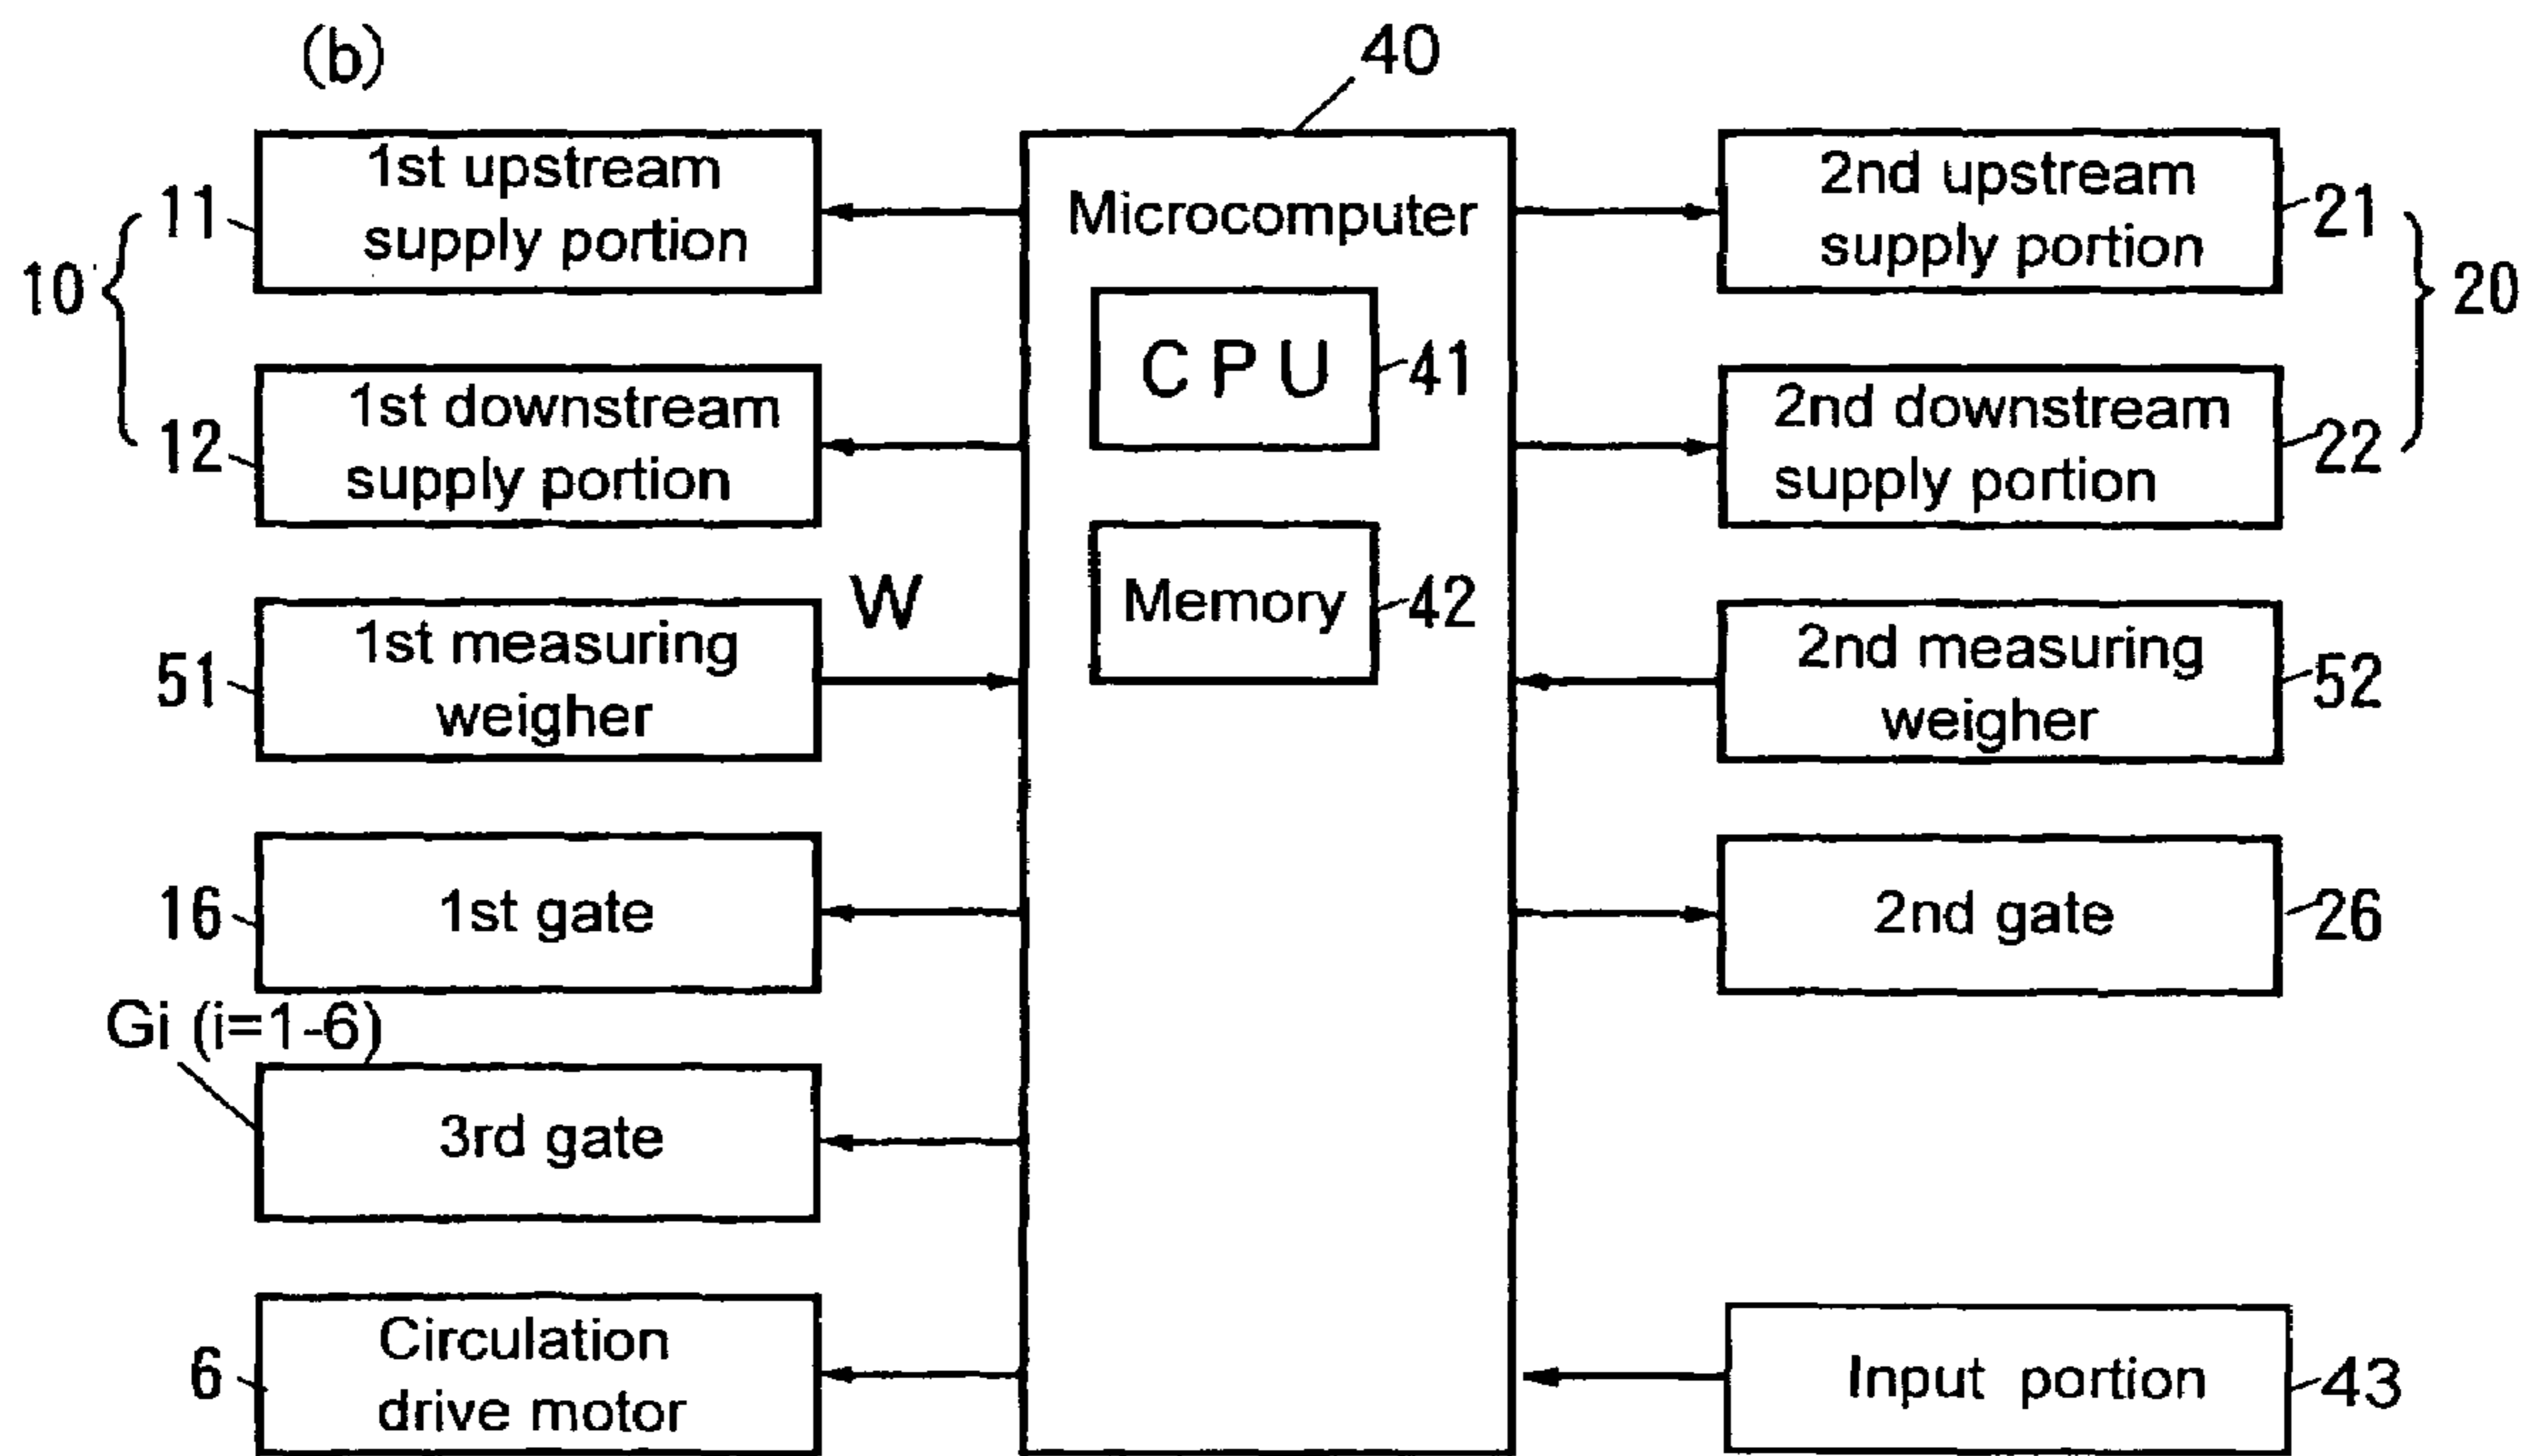 (b)
40
1st upstream
supply portion
11
10
1st downstream
supply portion
12
W
1st measuring
weigher
51
1st gate
16
Gi (i=1-6)
3rd gate
Circulation
drive motor
6
Microcomputer
CPU
41
Memory
42
2nd upstream
supply portion
21
20
2nd downstream
supply portion
22
2nd measuring
weigher
52
2nd gate
26
Input portion
43